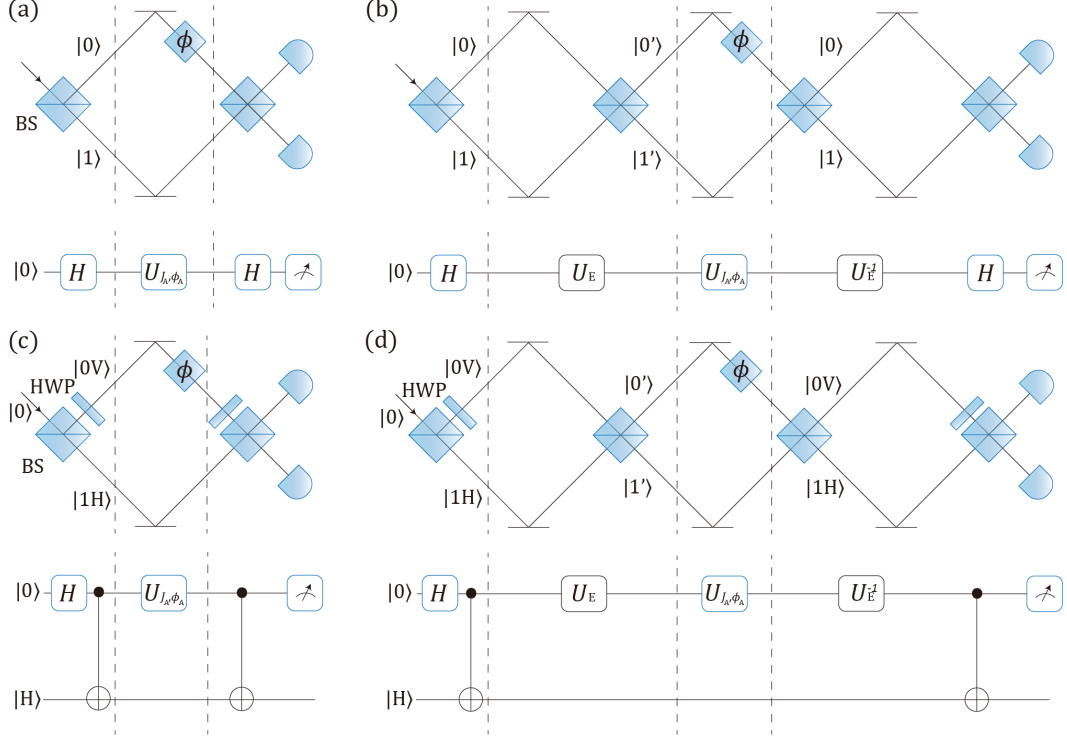 (a)
|0⟩
ϕ
BS
|1⟩
|0⟩ H U_{J_A,ϕ_A} H
(b)
|0⟩ |0'⟩ ϕ |0⟩
|1⟩ |1'⟩ |1⟩
|0⟩ H U_E U_{J_A,ϕ_A} U_E^{-1} H
(c)
|0V⟩
HWP ϕ
|0⟩
BS
|1H⟩
|0⟩ H U_{J_A,ϕ_A}
|H⟩
(d)
|0V⟩ |0'⟩ ϕ |0V⟩
HWP
|0⟩
|1H⟩ |1'⟩ |1H⟩
|0⟩ H U_E U_{J_A,ϕ_A} U_E^{-1}
|H⟩